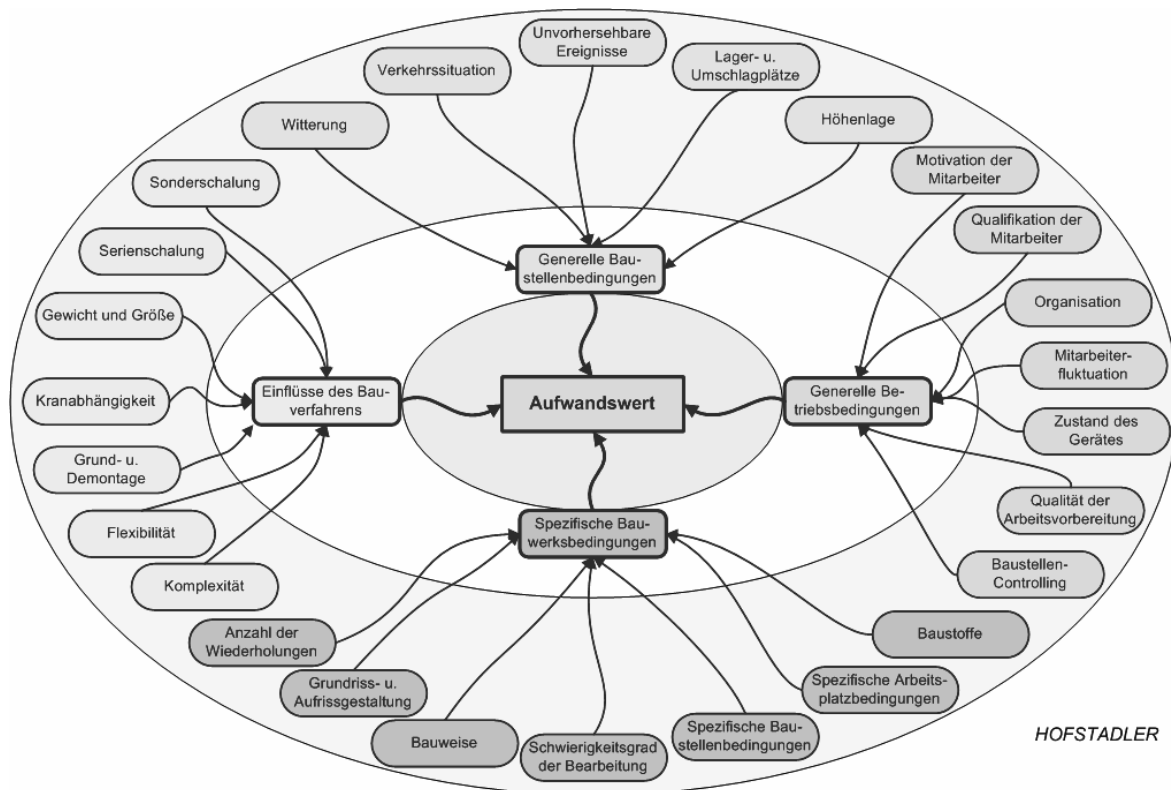 Unvorhersehbare
Ereignisse
Lager- u.
Umschlagplätze
Verkehrssituation
Höhenlage
Witterung
Motivation der
Mitarbeiter
Sonderschalung
Qualifikation der
Mitarbeiter
Serienschalung
Generelle Bau-
stellenbedingungen
Organisation
Gewicht und Größe
Mitarbeiter-
fluktuation
Kranabhängigkeit
Einflüsse des Bau-
verfahrens
Aufwandswert
Generelle Be-
triebsbedingungen
Zustand des
Gerätes
Grund- u.
Demontage
Qualität der
Arbeitsvorbereitung
Flexibilität
Spezifische Bau-
werksbedingungen
Komplexität
Baustellen-
Controlling
Anzahl der
Wiederholungen
Baustoffe
Grundriss- u.
Aufrissgestaltung
Spezifische Arbeits-
platzbedingungen
Bauweise
Schwierigkeitsgrad
der Bearbeitung
Spezifische Bau-
stellenbedingungen
HOFSTADLER